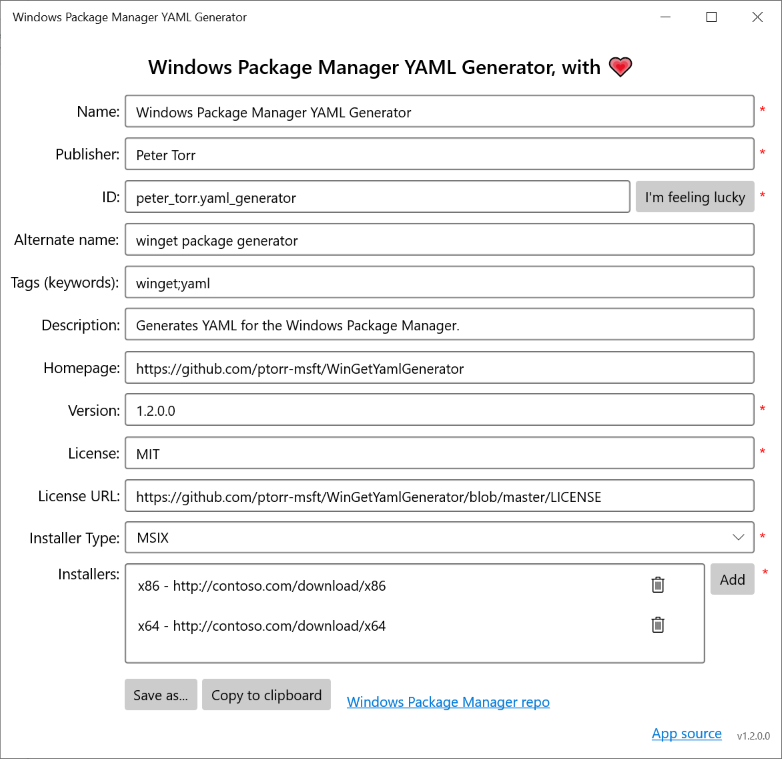 Windows Package Manager YAML Generator
Windows Package Manager YAML Generator, with
Name: Windows Package Manager YAML Generator *
Publisher: Peter Torr *
ID: peter_torr.yaml_generator I'm feeling lucky *
Alternate name: winget package generator
Tags (keywords): winget;yaml
Description: Generates YAML for the Windows Package Manager.
Homepage: https://github.com/ptorr-msft/WinGetYamlGenerator
Version: 1.2.0.0 *
License: MIT *
License URL: https://github.com/ptorr-msft/WinGetYamlGenerator/blob/master/LICENSE
Installer Type: MSIX *
Installers: x86 - http://contoso.com/download/x86 Add *
x64 - http://contoso.com/download/x64
Save as... Copy to clipboard Windows Package Manager repo
App source v1.2.0.0